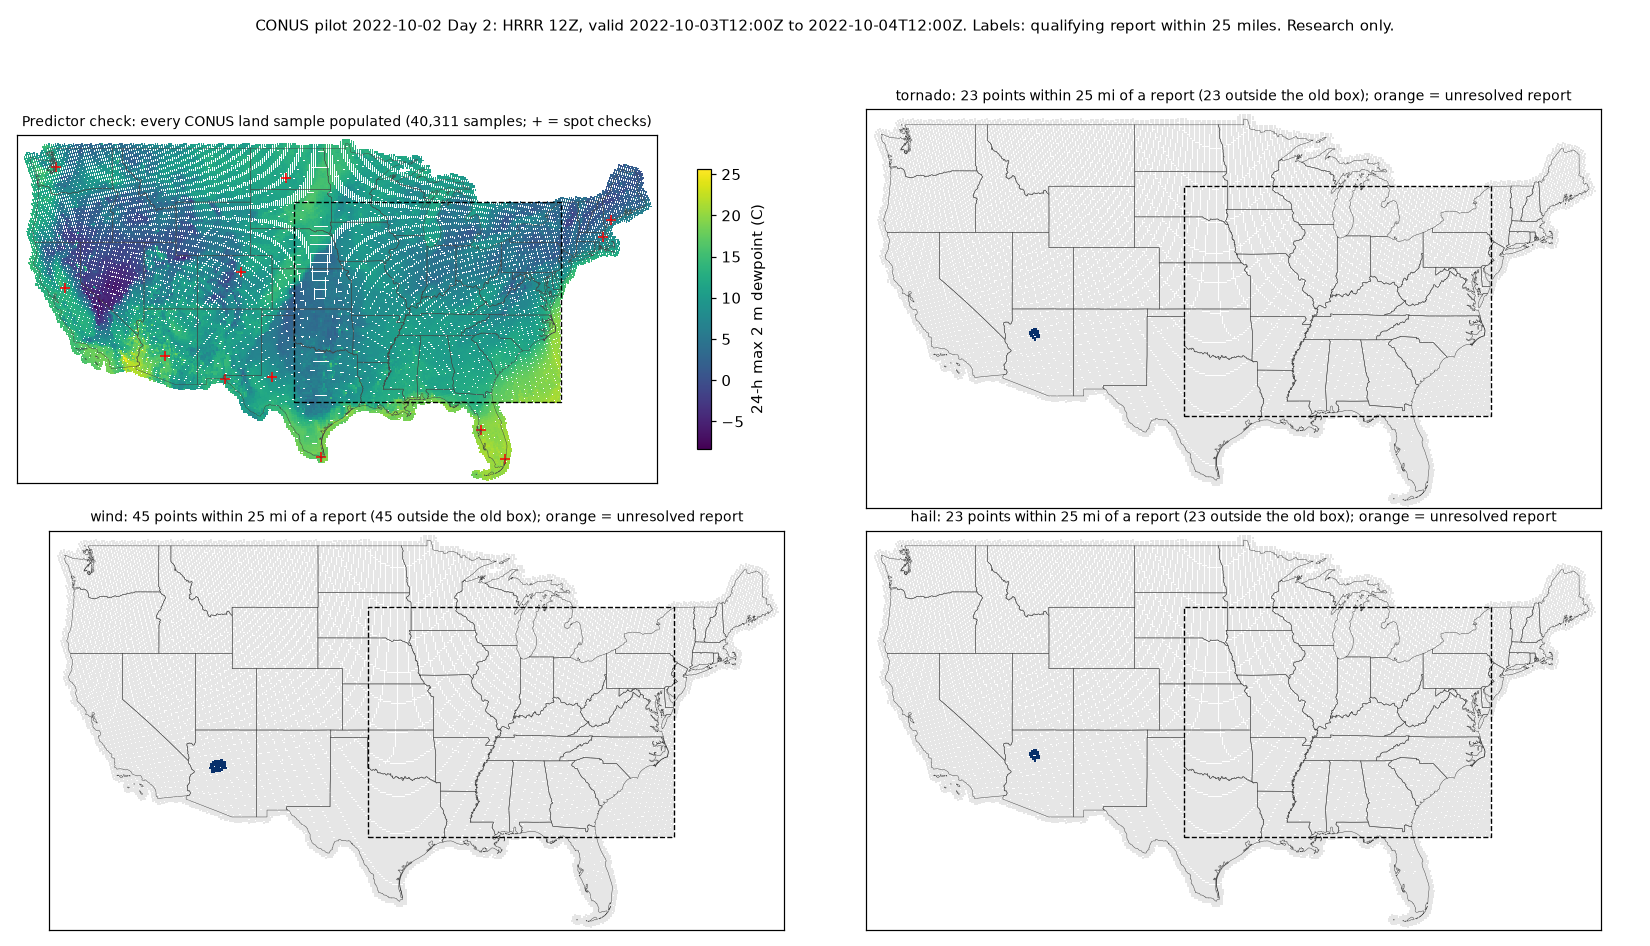 CONUS pilot 2022-10-02 Day 2: HRRR 12Z, valid 2022-10-03T12:00Z to 2022-10-04T12:00Z. Labels: qualifying report within 25 miles. Research only.
Predictor check: every CONUS land sample populated (40,311 samples; + = spot checks)
25
20
15
10
5
0
−5
24-h max 2 m dewpoint (C)
tornado: 23 points within 25 mi of a report (23 outside the old box); orange = unresolved report
wind: 45 points within 25 mi of a report (45 outside the old box); orange = unresolved report
hail: 23 points within 25 mi of a report (23 outside the old box); orange = unresolved report